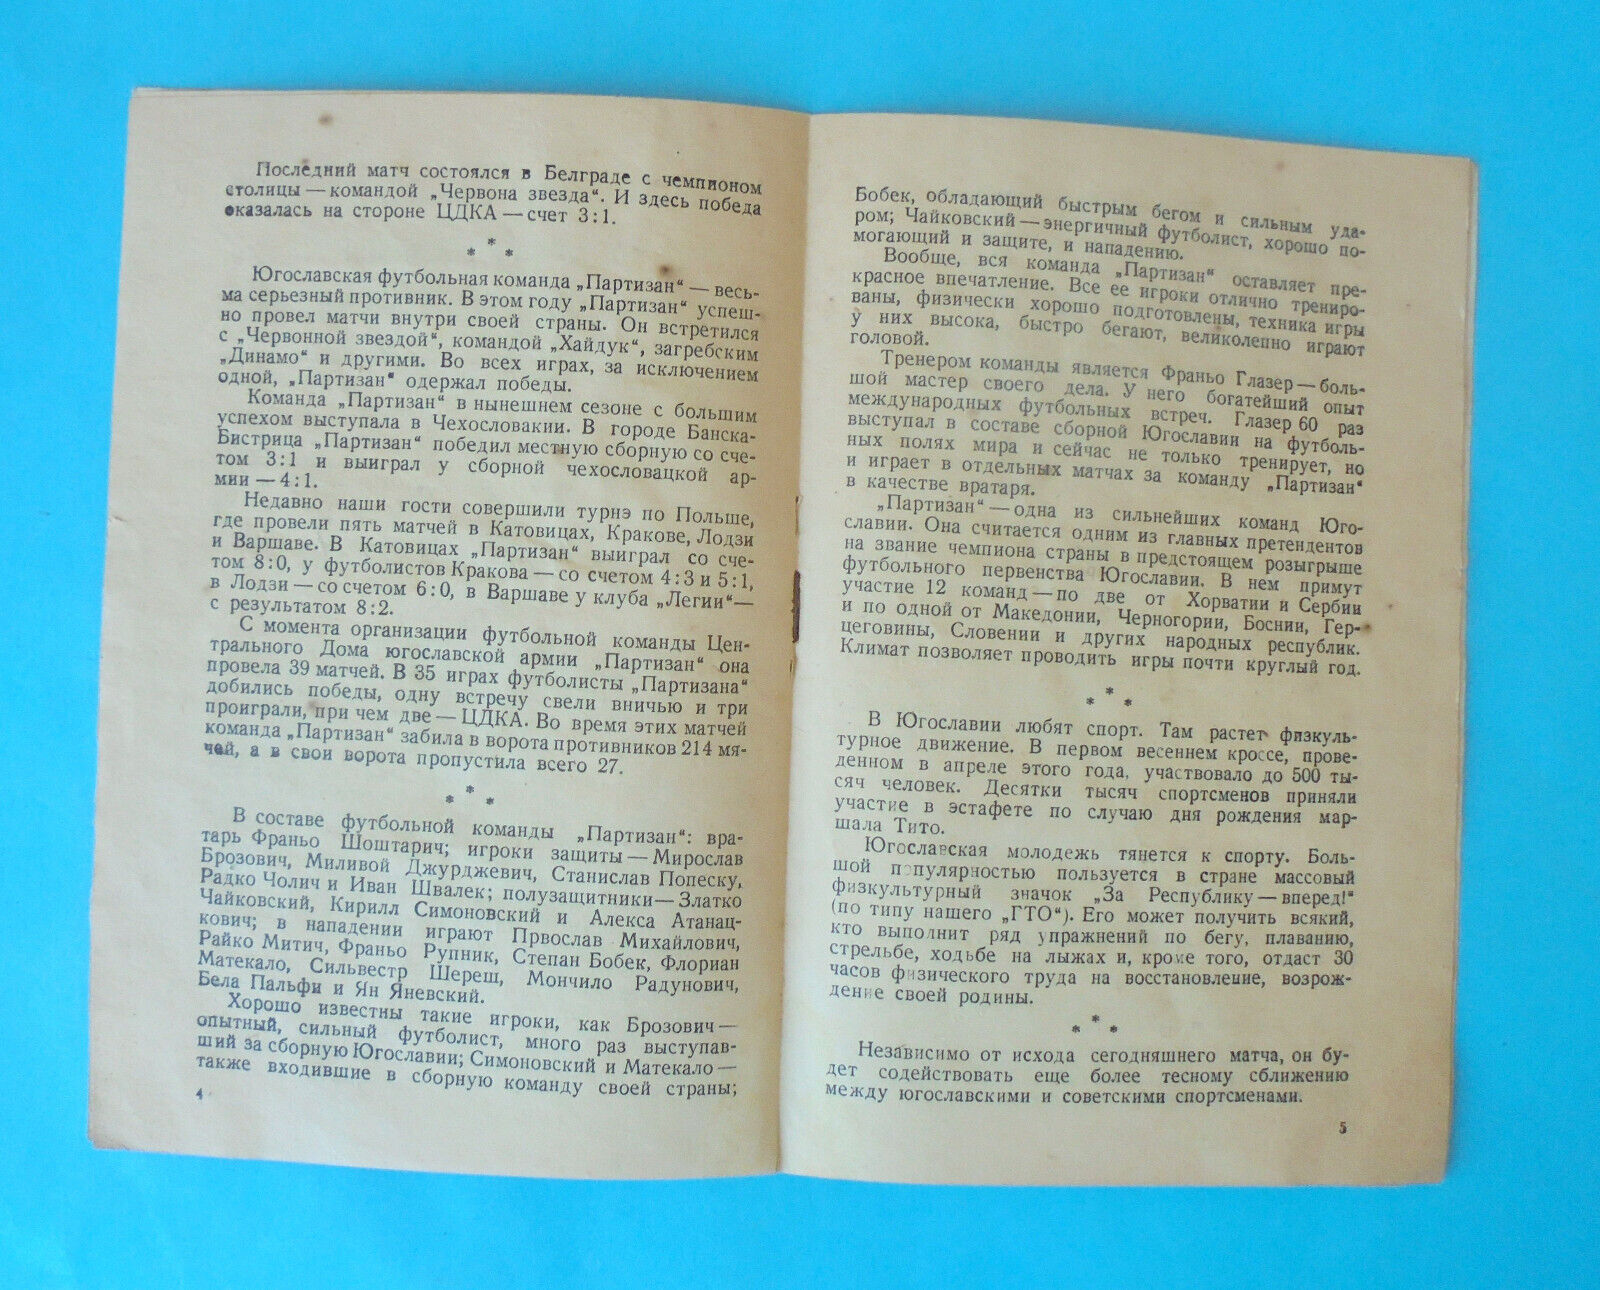 Последний матч состоялся в Белграде с чемпионом
столицы — командой „Червона звезда“. И здесь победа
оказалась на стороне ЦДКА — счет 3:1.
*
* *
Югославская футбольная команда „Партизан“ — весь-
ма серьезный противник. В этом году „Партизан“ успеш-
но провел матчи внутри своей страны. Он встретился
с „Червонной звездой“, командой „Хайдук“, загребским
„Динамо“ и другими. Во всех играх, за исключением
одной, „Партизан“ одержал победы.
Команда „Партизан“ в нынешнем сезоне с большим
успехом выступала в Чехословакии. В городе Банска-
Бистрица „Партизан“ победил местную сборную со сче-
том 3:1 и выиграл у сборной чехословацкой ар-
мии — 4:1.
Недавно наши гости совершили турнэ по Польше,
где провели пять матчей в Катовицах, Кракове, Лодзи
и Варшаве. В Катовицах „Партизан“ выиграл со сче-
том 8:0, у футболистов Кракова — со счетом 4:3 и 5:1,
в Лодзи — со счетом 6:0, в Варшаве у клуба „Легии“ —
с результатом 8:2.
С момента организации футбольной команды Цен-
трального Дома югославской армии „Партизан“ она
провела 39 матчей. В 35 играх футболисты „Партизана“
добились победы, одну встречу свели вничью и три
проиграли, при чем две — ЦДКА. Во время этих матчей
команда „Партизан“ забила в ворота противников 214 мя-
чей, а в свои ворота пропустила всего 27.
*
* *
В составе футбольной команды „Партизан“: вра-
тарь Франьо Шоштарич; игроки защиты — Мирослав
Брозович, Миливой Джурджевич, Станислав Попеску,
Радко Чолич и Иван Швалек; полузащитники — Златко
Чайковский, Кирилл Симоновский и Алекса Атанац-
кович; в нападении играют Првослав Михайлович,
Райко Митич, Франьо Рупник, Степан Бобек, Флориан
Матекало, Сильвестр Шереш, Мончило Радунович,
Бела Пальфи и Ян Яневский.
Хорошо известны такие игроки, как Брозович —
опытный, сильный футболист, много раз выступав-
ший за сборную Югославии; Симоновский и Матекало —
также входившие в сборную команду своей страны;
4
Бобек, обладающий быстрым бегом и сильным уда-
ром; Чайковский — энергичный футболист, хорошо по-
могающий и защите, и нападению.
Вообще, вся команда „Партизан“ оставляет пре-
красное впечатление. Все ее игроки отлично трениро-
ваны, физически хорошо подготовлены, техника игры
у них высока, быстро бегают, великолепно играют
головой.
Тренером команды является Франьо Глазер — боль-
шой мастер своего дела. У него богатейший опыт
международных футбольных встреч. Глазер 60 раз
выступал в составе сборной Югославии на футболь-
ных полях мира и сейчас не только тренирует, но
и играет в отдельных матчах за команду „Партизан“
в качестве вратаря.
„Партизан“ — одна из сильнейших команд Юго-
славии. Она считается одним из главных претендентов
на звание чемпиона страны в предстоящем розыгрыше
футбольного первенства Югославии. В нем примут
участие 12 команд — по две от Хорватии и Сербии
и по одной от Македонии, Черногории, Боснии, Гер-
цеговины, Словении и других народных республик.
Климат позволяет проводить игры почти круглый год.
*
* *
В Югославии любят спорт. Там растет физкуль-
турное движение. В первом весеннем кроссе, прове-
денном в апреле этого года, участвовало до 500 ты-
сяч человек. Десятки тысяч спортсменов приняли
участие в эстафете по случаю дня рождения мар-
шала Тито.
Югославская молодежь тянется к спорту. Боль-
шой популярностью пользуется в стране массовый
физкультурный значок „За Республику — вперед!“
(по типу нашего „ГТО“). Его может получить всякий,
кто выполнит ряд упражнений по бегу, плаванию,
стрельбе, ходьбе на лыжах и, кроме того, отдаст 30
часов физического труда на восстановление, возрож-
дение своей родины.
*
* *
Независимо от исхода сегодняшнего матча, он бу-
дет содействовать еще более тесному сближению
между югославскими и советскими спортсменами.
5